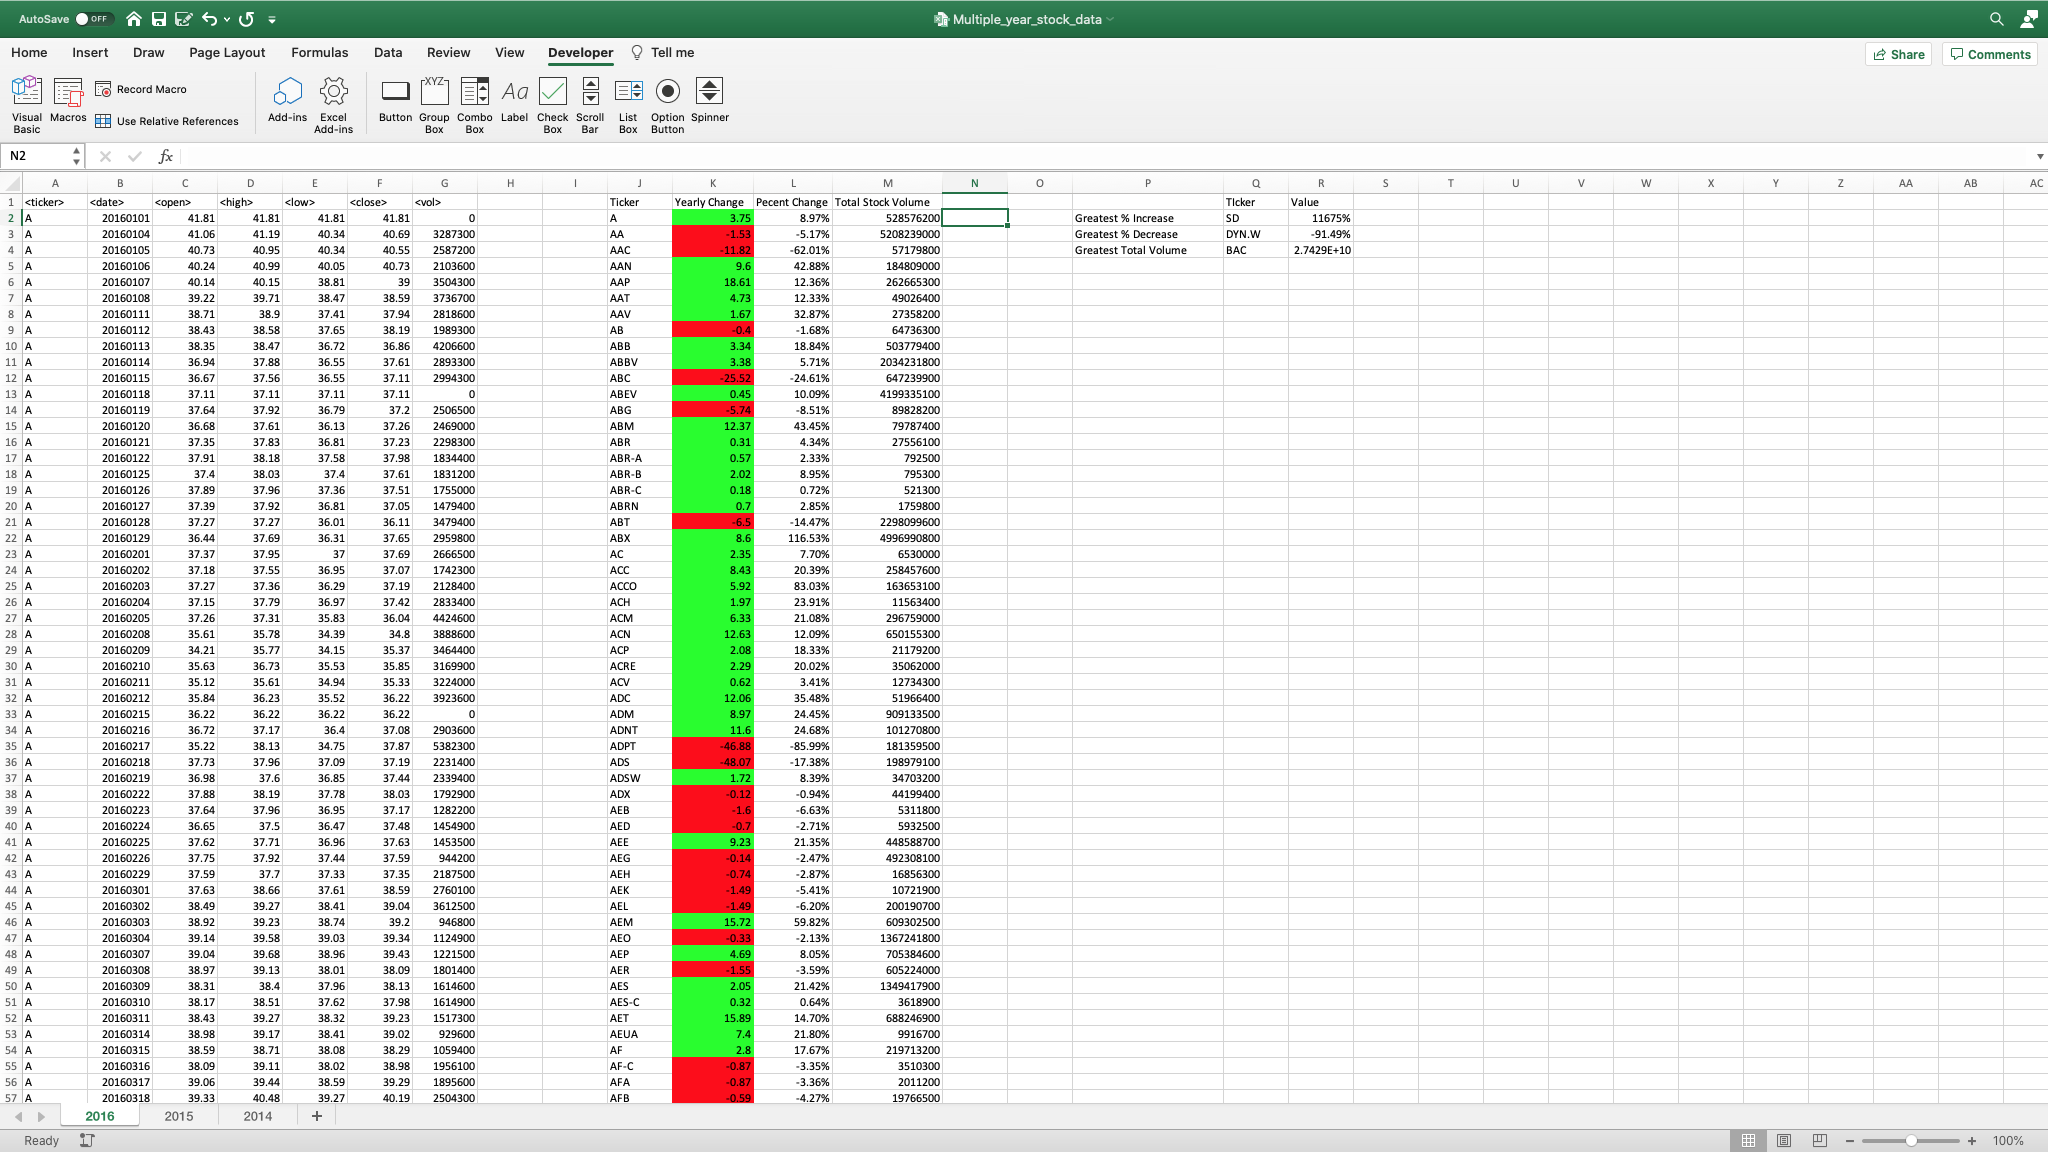 AutoSave OFF Multiple_year_stock_data
Home Insert Draw Page Layout Formulas Data Review View Developer Tell me Share Comments
Visual Basic Macros Record Macro Use Relative References Add-ins Excel Add-ins Button Group Box Combo Box Label Check Box Scroll Bar List Box Option Button Spinner
XYZ Aa
N2 fx
A B C D E F G H I J K L M N O P Q R S T U V W X Y Z AA AB AC
1 <ticker> <date> <open> <high> <low> <close> <vol> Ticker Yearly Change Pecent Change Total Stock Volume TIcker Value
2 A 20160101 41.81 41.81 41.81 41.81 0 A 3.75 8.97% 528576200 Greatest % Increase SD 11675%
3 A 20160104 41.06 41.19 40.34 40.69 3287300 AA -1.53 -5.17% 5208239000 Greatest % Decrease DYN.W -91.49%
4 A 20160105 40.73 40.95 40.34 40.55 2587200 AAC -11.82 -62.01% 57179800 Greatest Total Volume BAC 2.7429E+10
5 A 20160106 40.24 40.99 40.05 40.73 2103600 AAN 9.6 42.88% 184809000
6 A 20160107 40.14 40.15 38.81 39 3504300 AAP 18.61 12.36% 262665300
7 A 20160108 39.22 39.71 38.47 38.59 3736700 AAT 4.73 12.33% 49026400
8 A 20160111 38.71 38.9 37.41 37.94 2818600 AAV 1.67 32.87% 27358200
9 A 20160112 38.43 38.58 37.65 38.19 1989300 AB -0.4 -1.68% 64736300
10 A 20160113 38.35 38.47 36.72 36.86 4206600 ABB 3.34 18.84% 503779400
11 A 20160114 36.94 37.88 36.55 37.61 2893300 ABBV 3.38 5.71% 2034231800
12 A 20160115 36.67 37.56 36.55 37.11 2994300 ABC -25.52 -24.61% 647239900
13 A 20160118 37.11 37.11 37.11 37.11 0 ABEV 0.45 10.09% 4199335100
14 A 20160119 37.64 37.92 36.79 37.2 2506500 ABG -5.74 -8.51% 89828200
15 A 20160120 36.68 37.61 36.13 37.26 2469000 ABM 12.37 43.45% 79787400
16 A 20160121 37.35 37.83 36.81 37.23 2298300 ABR 0.31 4.34% 27556100
17 A 20160122 37.91 38.18 37.58 37.98 1834400 ABR-A 0.57 2.33% 792500
18 A 20160125 37.4 38.03 37.4 37.61 1831200 ABR-B 2.02 8.95% 795300
19 A 20160126 37.89 37.96 37.36 37.51 1755000 ABR-C 0.18 0.72% 521300
20 A 20160127 37.39 37.92 36.81 37.05 1479400 ABRN 0.7 2.85% 1759800
21 A 20160128 37.27 37.27 36.01 36.11 3479400 ABT -6.5 -14.47% 2298099600
22 A 20160129 36.44 37.69 36.31 37.65 2959800 ABX 8.6 116.53% 4996990800
23 A 20160201 37.37 37.95 37 37.69 2666500 AC 2.35 7.70% 6530000
24 A 20160202 37.18 37.55 36.95 37.07 1742300 ACC 8.43 20.39% 258457600
25 A 20160203 37.27 37.36 36.29 37.19 2128400 ACCO 5.92 83.03% 163653100
26 A 20160204 37.15 37.79 36.97 37.42 2833400 ACH 1.97 23.91% 11563400
27 A 20160205 37.26 37.31 35.83 36.04 4424600 ACM 6.33 21.08% 296759000
28 A 20160208 35.61 35.78 34.39 34.8 3888600 ACN 12.63 12.09% 650155300
29 A 20160209 34.21 35.77 34.15 35.37 3464400 ACP 2.08 18.33% 21179200
30 A 20160210 35.63 36.73 35.53 35.85 3169900 ACRE 2.29 20.02% 35062000
31 A 20160211 35.12 35.61 34.94 35.33 3224000 ACV 0.62 3.41% 12734300
32 A 20160212 35.84 36.23 35.52 36.22 3923600 ADC 12.06 35.48% 51966400
33 A 20160215 36.22 36.22 36.22 36.22 0 ADM 8.97 24.45% 909133500
34 A 20160216 36.72 37.17 36.4 37.08 2903600 ADNT 11.6 24.68% 101270800
35 A 20160217 35.22 38.13 34.75 37.87 5382300 ADPT -46.88 -85.99% 181359500
36 A 20160218 37.73 37.96 37.09 37.19 2231400 ADS -48.07 -17.38% 198979100
37 A 20160219 36.98 37.6 36.85 37.44 2339400 ADSW 1.72 8.39% 34703200
38 A 20160222 37.88 38.19 37.78 38.03 1792900 ADX -0.12 -0.94% 44199400
39 A 20160223 37.64 37.96 36.95 37.17 1282200 AEB -1.6 -6.63% 5311800
40 A 20160224 36.65 37.5 36.47 37.48 1454900 AED -0.7 -2.71% 5932500
41 A 20160225 37.62 37.71 36.96 37.63 1453500 AEE 9.23 21.35% 448588700
42 A 20160226 37.75 37.92 37.44 37.59 944200 AEG -0.14 -2.47% 492308100
43 A 20160229 37.59 37.7 37.33 37.35 2187500 AEH -0.74 -2.87% 16856300
44 A 20160301 37.63 38.66 37.61 38.59 2760100 AEK -1.49 -5.41% 10721900
45 A 20160302 38.49 39.27 38.41 39.04 3612500 AEL -1.49 -6.20% 200190700
46 A 20160303 38.92 39.23 38.74 39.2 946800 AEM 15.72 59.82% 609302500
47 A 20160304 39.14 39.58 39.03 39.34 1124900 AEO -0.33 -2.13% 1367241800
48 A 20160307 39.04 39.68 38.96 39.43 1221500 AEP 4.69 8.05% 705384600
49 A 20160308 38.97 39.13 38.01 38.09 1801400 AER -1.55 -3.59% 605224000
50 A 20160309 38.31 38.4 37.96 38.13 1614600 AES 2.05 21.42% 1349417900
51 A 20160310 38.17 38.51 37.62 37.98 1614900 AES-C 0.32 0.64% 3618900
52 A 20160311 38.43 39.27 38.32 39.23 1517300 AET 15.89 14.70% 688246900
53 A 20160314 38.98 39.17 38.41 39.02 929600 AEUA 7.4 21.80% 9916700
54 A 20160315 38.59 38.71 38.08 38.29 1059400 AF 2.8 17.67% 219713200
55 A 20160316 38.09 39.11 38.02 38.98 1956100 AF-C -0.87 -3.35% 3510300
56 A 20160317 39.06 39.44 38.59 39.29 1895600 AFA -0.87 -3.36% 2011200
57 A 20160318 39.33 40.48 39.27 40.19 2504300 AFB -0.59 -4.27% 19766500
2016 2015 2014 +
Ready 100%